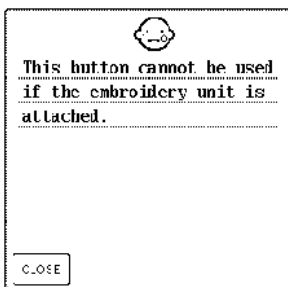 This button cannot be used
if the embroidery unit is
attached.
CLOSE